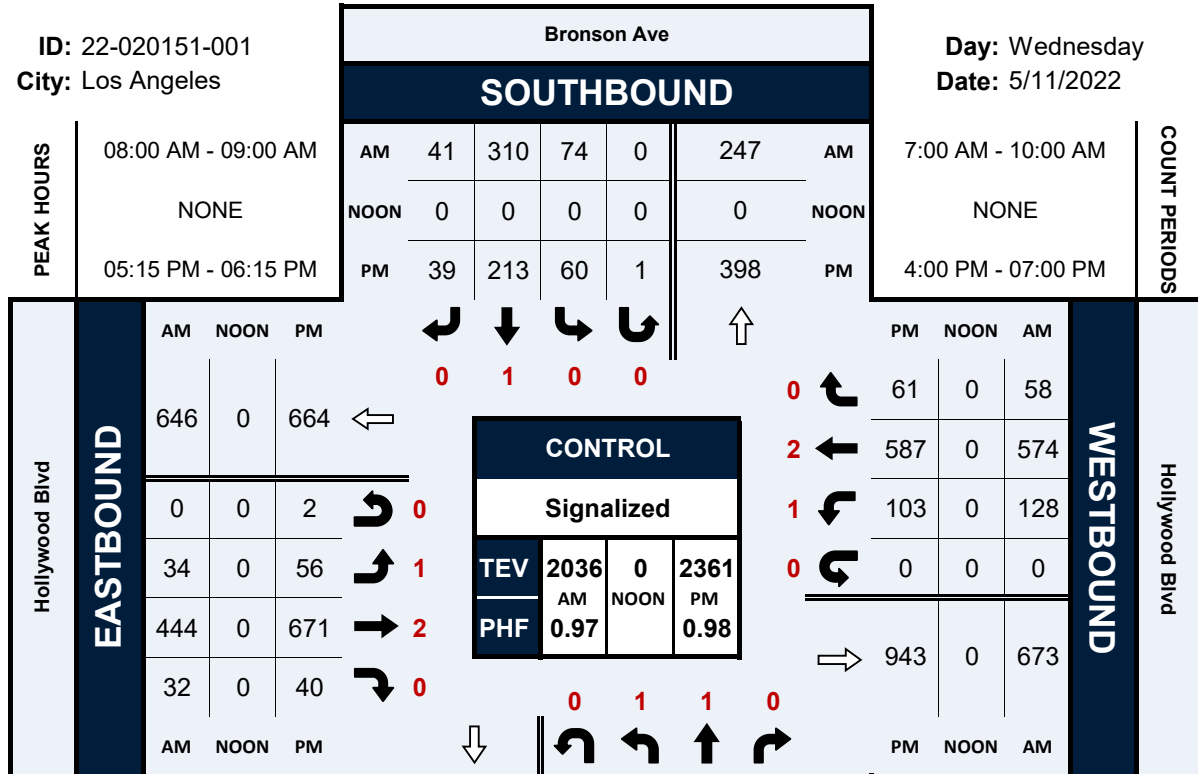 Bronson Ave
ID: 22-020151-001
City: Los Angeles
Day: Wednesday
Date: 5/11/2022
SOUTHBOUND
PEAK HOURS
08:00 AM - 09:00 AM
NONE
05:15 PM - 06:15 PM
AM 41 310 74 0 247 AM
NOON 0 0 0 0 0 NOON
PM 39 213 60 1 398 PM
7:00 AM - 10:00 AM
NONE
4:00 PM - 07:00 PM
COUNT PERIODS
0 1 0 0
Hollywood Blvd
EASTBOUND
AM NOON PM
646 0 664
0 0 2 0
34 0 56 1
444 0 671 2
32 0 40 0
AM NOON PM
CONTROL
Signalized
TEV 2036 0 2361
AM NOON PM
PHF 0.97 0.98
PM NOON AM
0 61 0 58
2 587 0 574
1 103 0 128
0 0 0 0
943 0 673
PM NOON AM
WESTBOUND
Hollywood Blvd
0 1 1 0